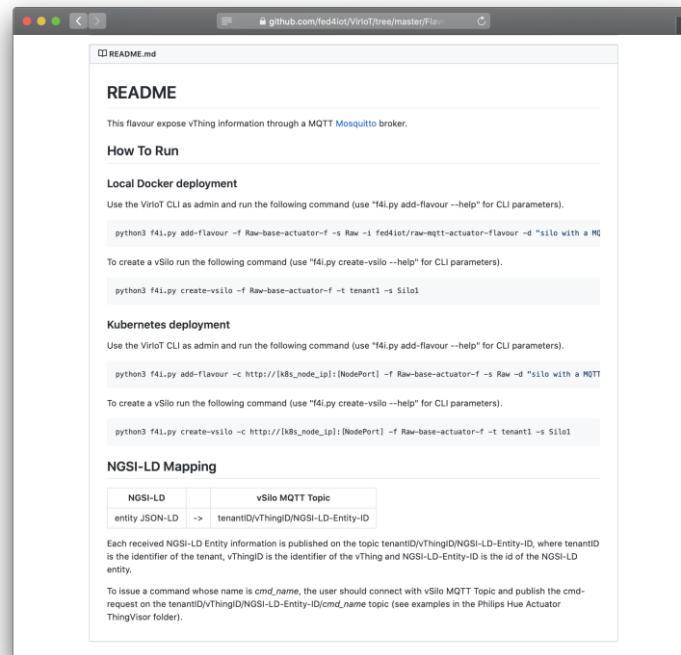 github.com/fed4iot/VirIoT/tree/master/Flav
README.md
README
This flavour expose vThing information through a MQTT Mosquitto broker.
How To Run
Local Docker deployment
Use the VirIoT CLI as admin and run the following command (use "f4i.py add-flavour --help" for CLI parameters).
python3 f4i.py add-flavour -f Raw-base-actuator-f -s Raw -i fed4iot/raw-mqtt-actuator-flavour -d "silo with a MQ
To create a vSilo run the following command (use "f4i.py create-vsilo --help" for CLI parameters).
python3 f4i.py create-vsilo -f Raw-base-actuator-f -t tenant1 -s Silo1
Kubernetes deployment
Use the VirIoT CLI as admin and run the following command (use "f4i.py add-flavour --help" for CLI parameters).
python3 f4i.py add-flavour -c http://[k8s_node_ip]:[NodePort] -f Raw-base-actuator-f -s Raw -d "silo with a MQTT
To create a vSilo run the following command (use "f4i.py create-vsilo --help" for CLI parameters).
python3 f4i.py create-vsilo -c http://[k8s_node_ip]:[NodePort] -f Raw-base-actuator-f -t tenant1 -s Silo1
NGSI-LD Mapping
NGSI-LD vSilo MQTT Topic
entity JSON-LD -> tenantID/vThingID/NGSI-LD-Entity-ID
Each received NGSI-LD Entity information is published on the topic tenantID/vThingID/NGSI-LD-Entity-ID, where tenantID
is the identifier of the tenant, vThingID is the identifier of the vThing and NGSI-LD-Entity-ID is the id of the NGSI-LD
entity.
To issue a command whose name is cmd_name, the user should connect with vSilo MQTT Topic and publish the cmd-
request on the tenantID/vThingID/NGSI-LD-Entity-ID/cmd_name topic (see examples in the Philips Hue Actuator
ThingVisor folder).